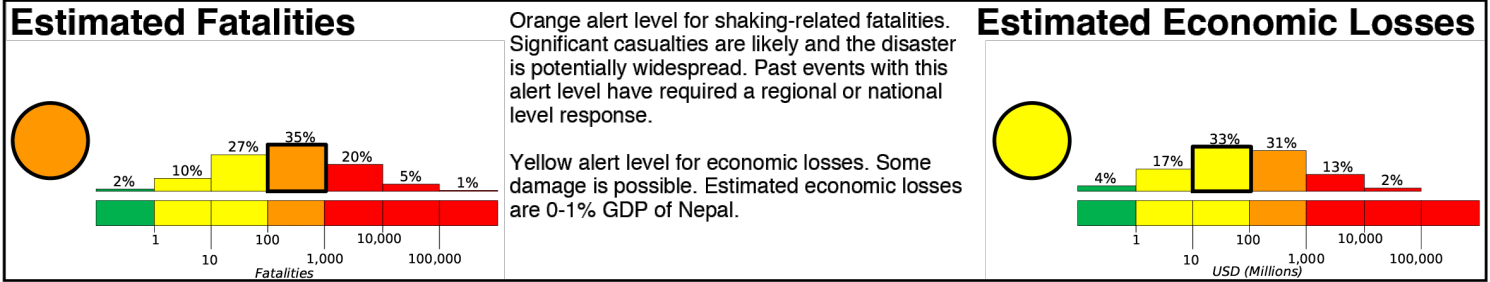 Estimated Fatalities
2%
10%
27%
35%
20%
5%
1%
1
10
100
1,000
10,000
100,000
Fatalities
Orange alert level for shaking-related fatalities.
Significant casualties are likely and the disaster
is potentially widespread. Past events with this
alert level have required a regional or national
level response.
Yellow alert level for economic losses. Some
damage is possible. Estimated economic losses
are 0-1% GDP of Nepal.
Estimated Economic Losses
4%
17%
33%
31%
13%
2%
1
10
100
1,000
10,000
100,000
USD (Millions)